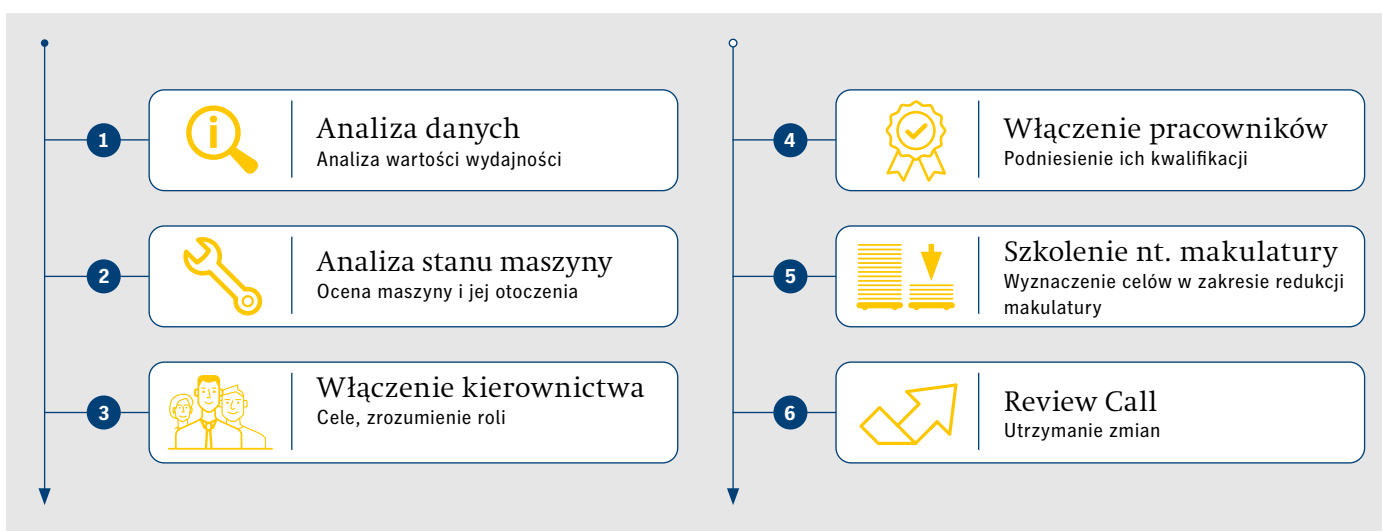 1
Analiza danych
Analiza wartości wydajności
2
Analiza stanu maszyny
Ocena maszyny i jej otoczenia
3
Włączenie kierownictwa
Cele, zrozumienie roli
4
Włączenie pracowników
Podniesienie ich kwalifikacji
5
Szkolenie nt. makulatury
Wyznaczenie celów w zakresie redukcji
makulatury
6
Review Call
Utrzymanie zmian